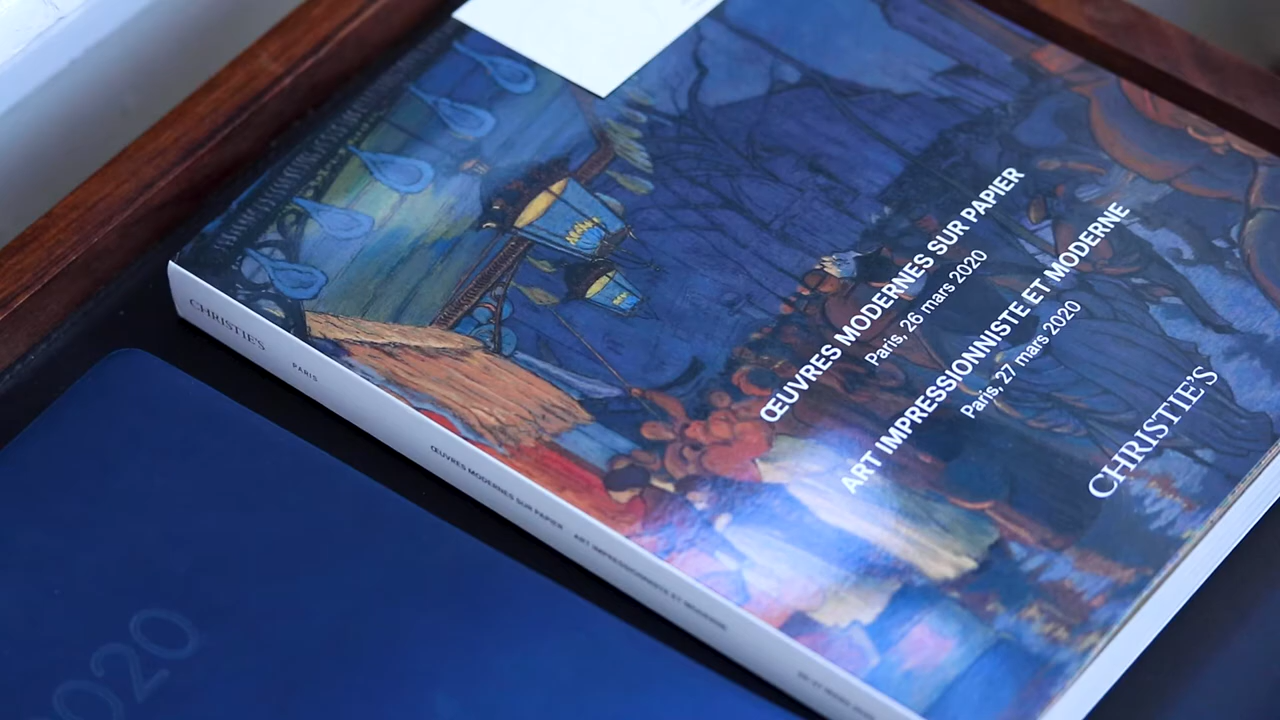 ŒUVRES MODERNES SUR PAPIER
Paris, 26 mars 2020
ART IMPRESSIONNISTE ET MODERNE
Paris, 27 mars 2020
CHRISTIE'S
CHRISTIE'S
PARIS
ŒUVRES MODERNES SUR PAPIER
ART IMPRESSIONNISTE ET MODERNE
2020